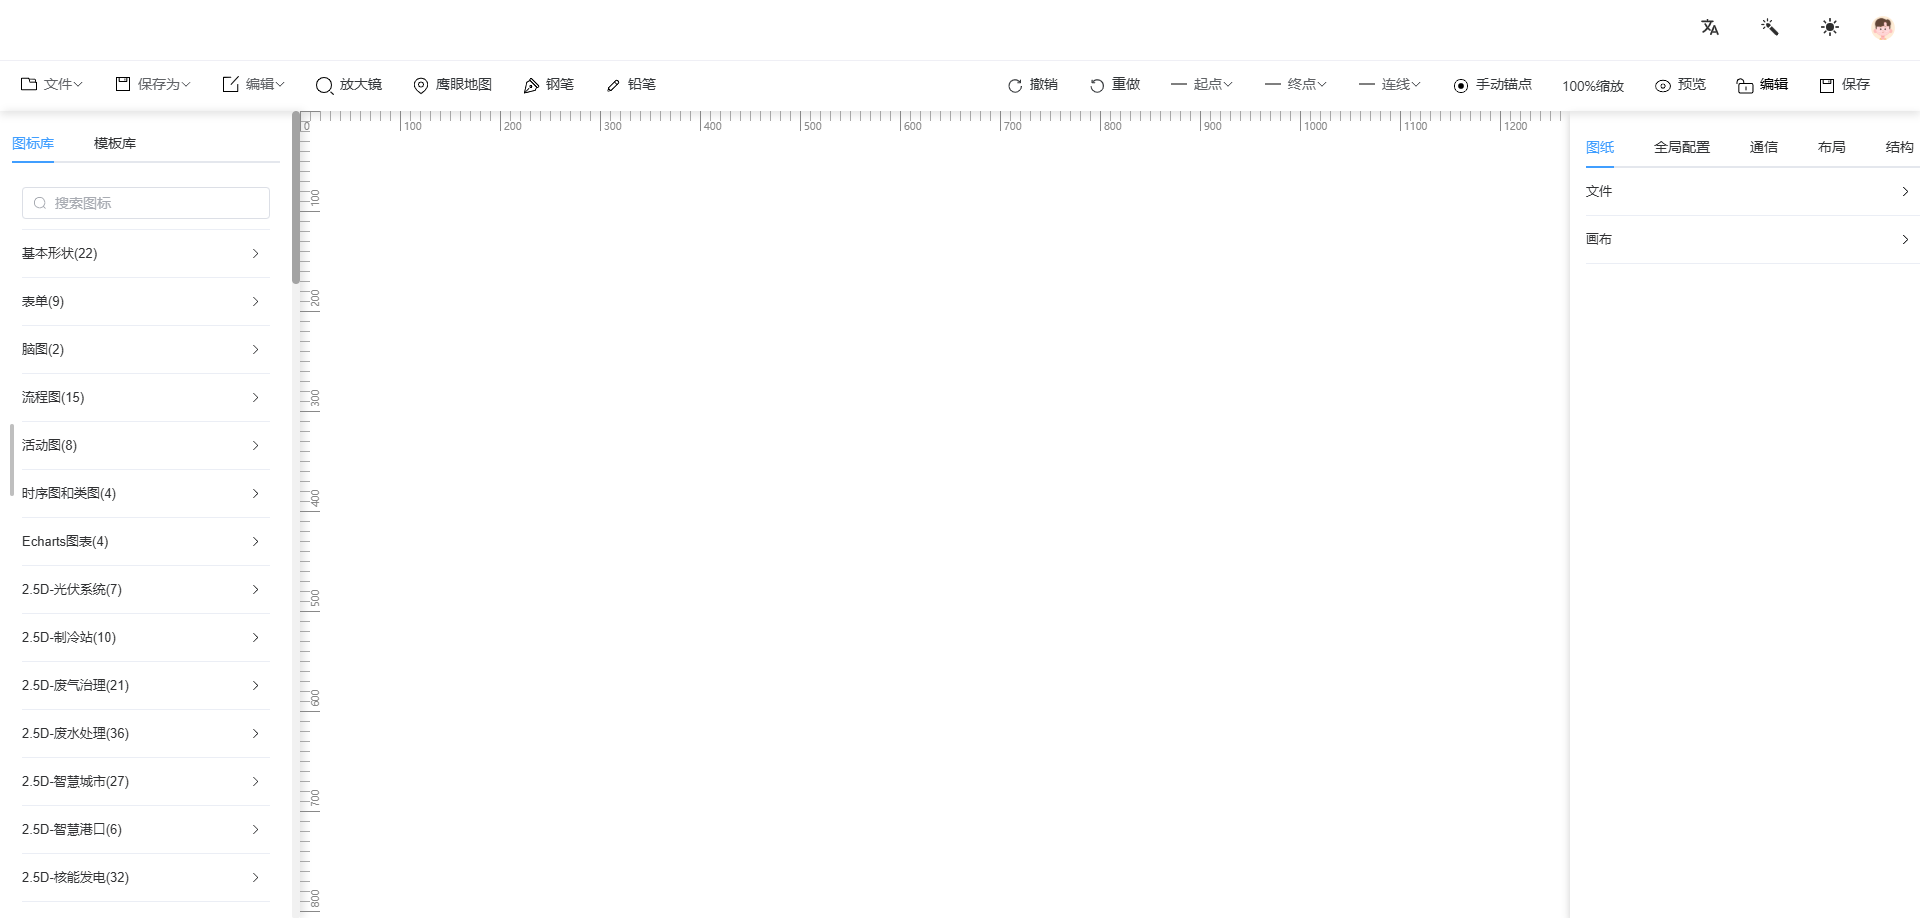 文件 保存为 编辑 放大镜 鹰眼地图 钢笔 铅笔 撤销 重做 起点 终点 连线 手动锚点 100%缩放 预览 编辑 保存
图标库 模板库
搜索图标
基本形状(22)
表单(9)
脑图(2)
流程图(15)
活动图(8)
时序图和类图(4)
Echarts图表(4)
2.5D-光伏系统(7)
2.5D-制冷站(10)
2.5D-废气治理(21)
2.5D-废水处理(36)
2.5D-智慧城市(27)
2.5D-智慧港口(6)
2.5D-核能发电(32)
0 100 200 300 400 500 600 700 800 900 1000 1100 1200
100
200
300
400
500
600
700
800
图纸 全局配置 通信 布局 结构
文件
画布